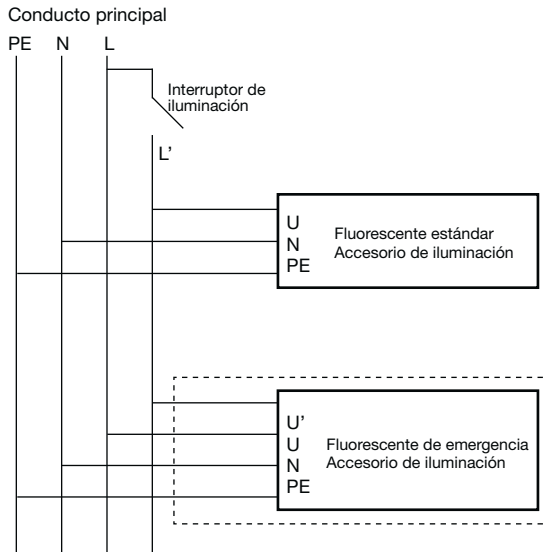 Conducto principal
PE N L
Interruptor de
iluminación
L'
U
N
PE
Fluorescente estándar
Accesorio de iluminación
U'
U
N
PE
Fluorescente de emergencia
Accesorio de iluminación